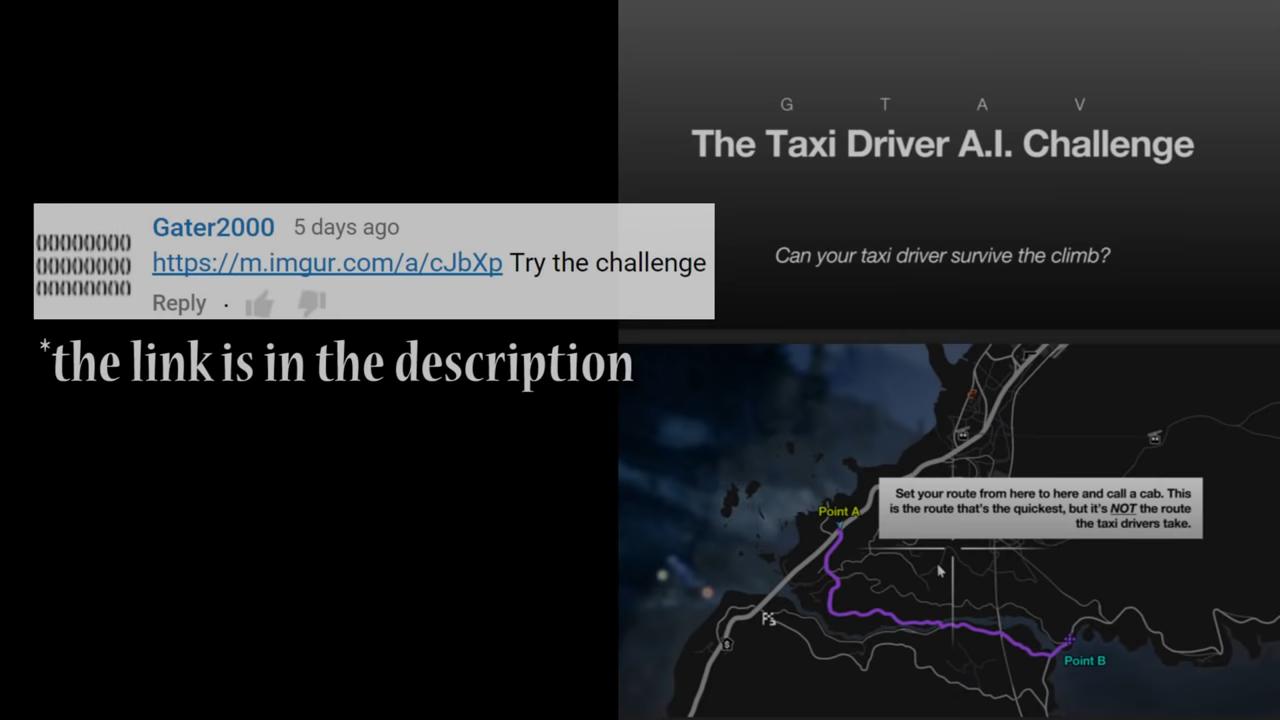 G T A V
The Taxi Driver A.I. Challenge
Can your taxi driver survive the climb?
00000000
00000000
00000000
Gater2000 5 days ago
https://m.imgur.com/a/cJbXp Try the challenge
Reply
*the link is in the description
Set your route from here to here and call a cab. This
is the route that's the quickest, but it's NOT the route
the taxi drivers take.
Point A
Point B